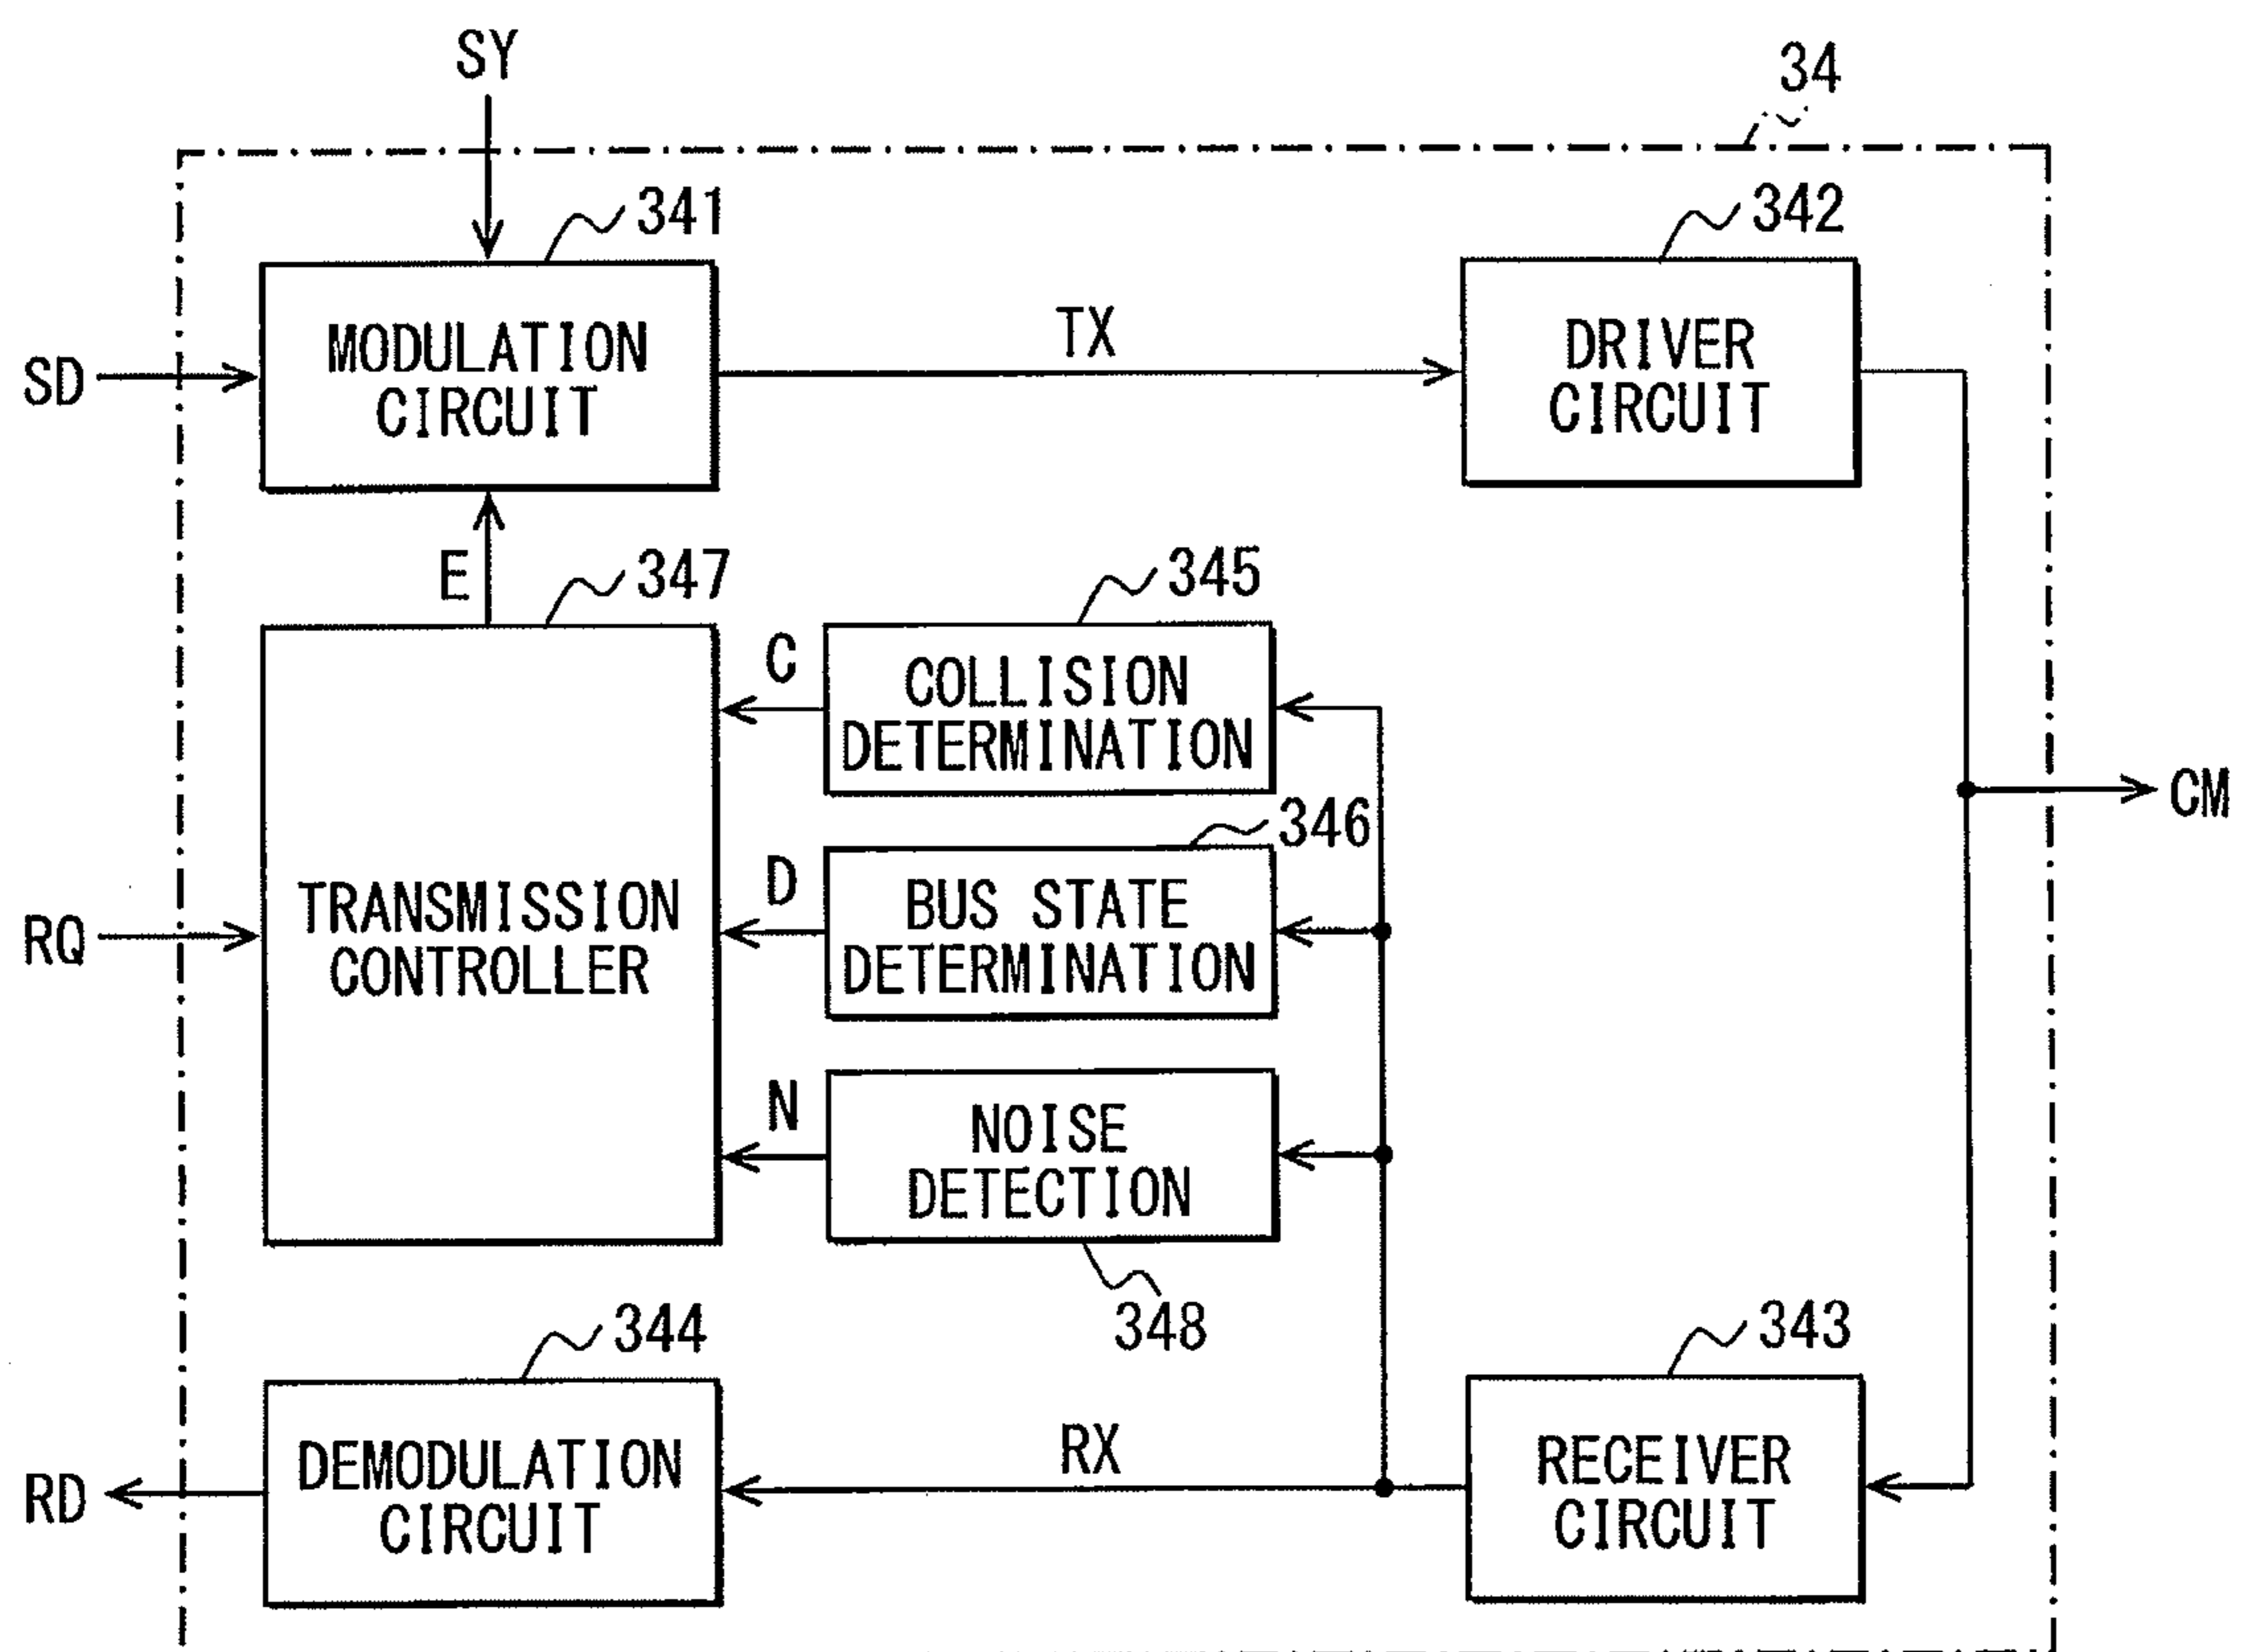 SY
34
341
342
SD
MODULATION
CIRCUIT
TX
DRIVER
CIRCUIT
E
347
345
C
COLLISION
DETERMINATION
CM
346
RQ
TRANSMISSION
CONTROLLER
D
BUS STATE
DETERMINATION
N
NOISE
DETECTION
348
344
343
RD
DEMODULATION
CIRCUIT
RX
RECEIVER
CIRCUIT